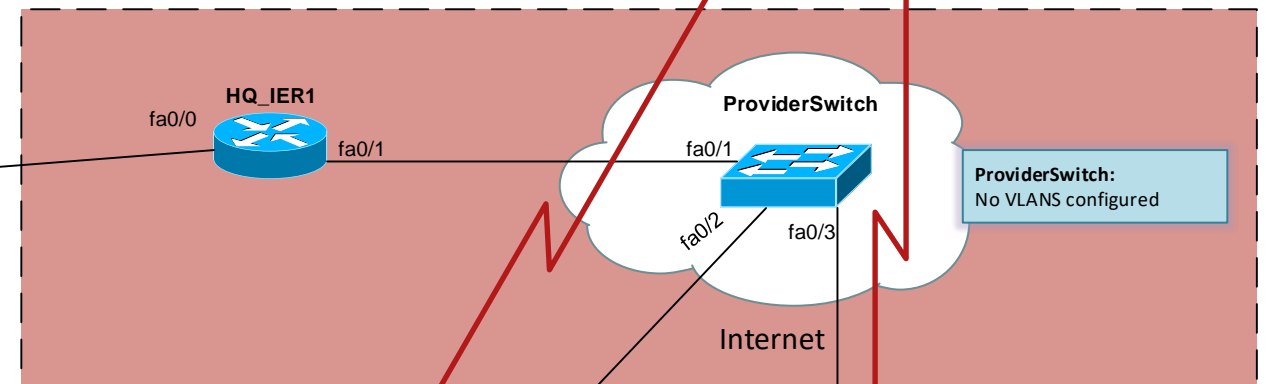 HQ_IER1
fa0/0
fa0/1
ProviderSwitch
fa0/1
fa0/2
fa0/3
ProviderSwitch:
No VLANS configured
Internet